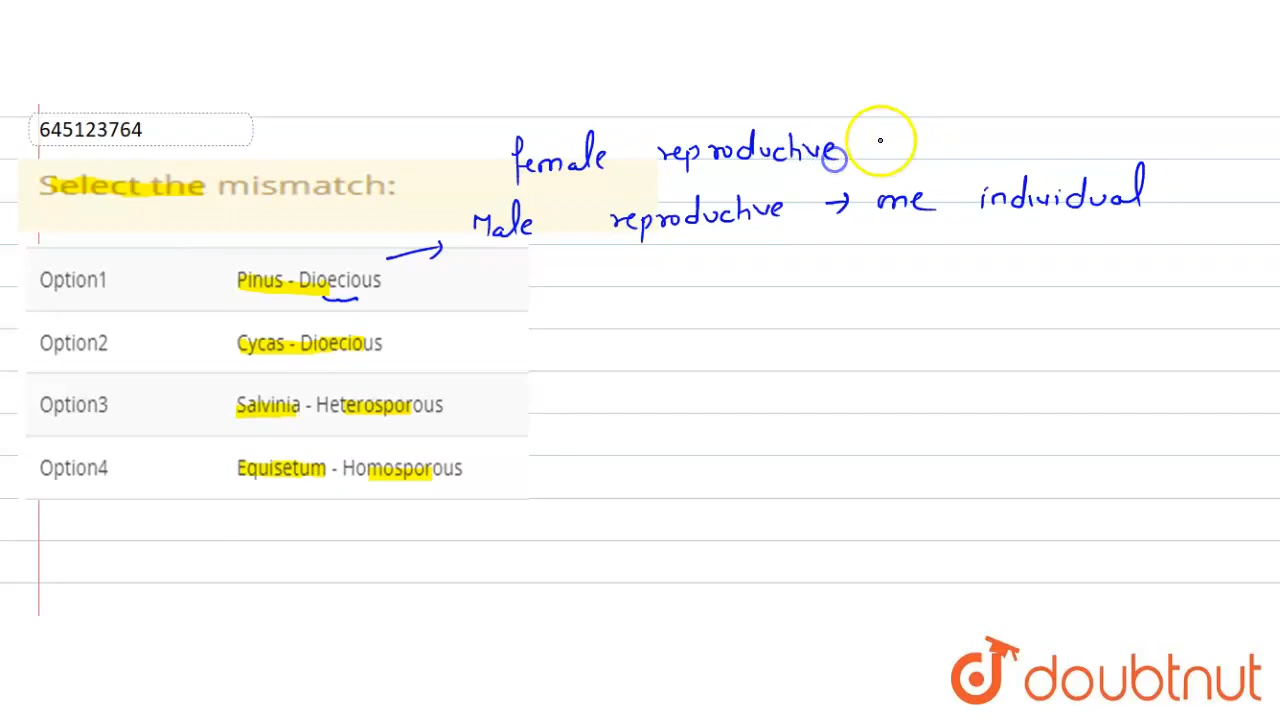 645123764
female reproductive
Select the mismatch:
Male reproductive → one individual
Option1 Pinus - Dioecious
Option2 Cycas - Dioecious
Option3 Salvinia - Heterosporous
Option4 Equisetum - Homosporous
doubtnut